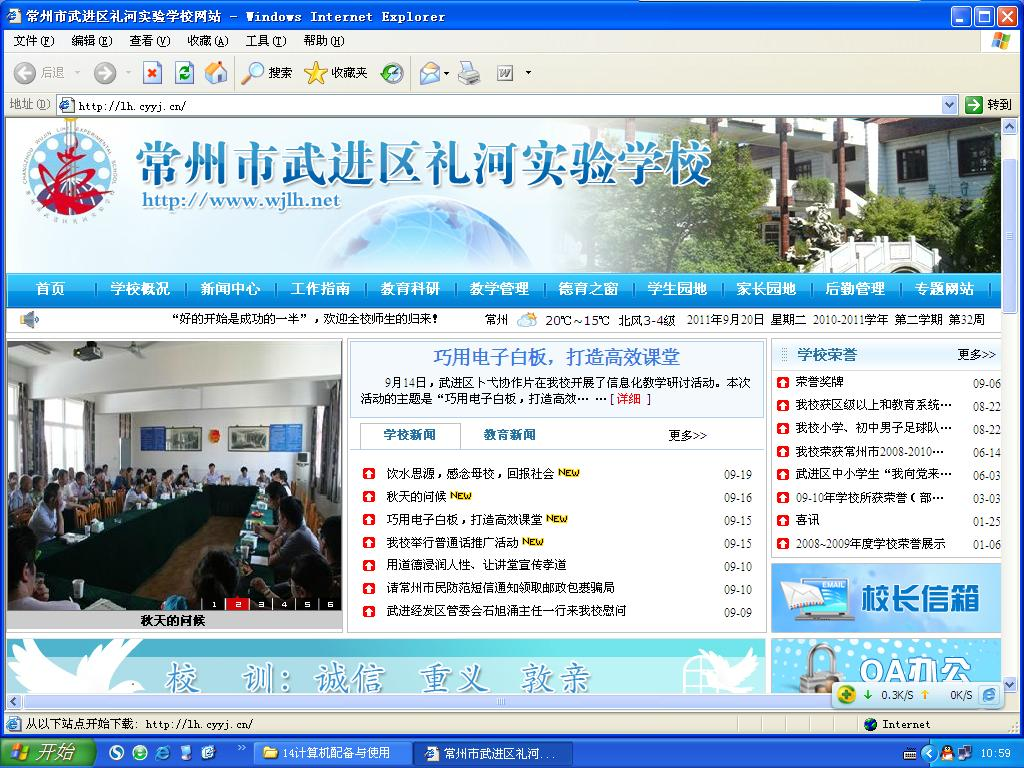 常州市武进区礼河实验学校网站 - Windows Internet Explorer
文件(F) 编辑(E) 查看(V) 收藏(A) 工具(T) 帮助(H)
后退 搜索 收藏夹
地址(D) http://lh.cyyj.cn/ 转到
常州市武进区礼河实验学校
http://www.wjlh.net
首页 学校概况 新闻中心 工作指南 教育科研 教学管理 德育之窗 学生园地 家长园地 后勤管理 专题网站
“好的开始是成功的一半”，欢迎全校师生的归来！ 常州 20℃~15℃ 北风3-4级 2011年9月20日 星期二 2010-2011学年 第二学期 第32周
巧用电子白板，打造高效课堂
9月14日，武进区卜弋协作片在我校开展了信息化教学研讨活动。本次
活动的主题是“巧用电子白板，打造高效… …[详细 ]
学校新闻 教育新闻 更多>>
饮水思源，感念母校，回报社会 NEW 09-19
秋天的问候 NEW 09-16
巧用电子白板，打造高效课堂 NEW 09-15
我校举行普通话推广活动 NEW 09-15
用道德浸润人性、让讲堂宣传孝道 09-10
请常州市民防范短信通知领取邮政包裹骗局 09-10
武进经发区管委会石旭涌主任一行来我校慰问 09-09
1 2 3 4 5 6
秋天的问候
学校荣誉 更多>>
荣誉奖牌 09-06
我校获区级以上和教育系统… 08-22
我校小学、初中男子足球队… 08-22
我校荣获常州市2008-2010… 06-14
武进区中小学生“我向党来… 06-03
09-10年学校所获荣誉（部… 03-03
喜讯 01-25
2008~2009年度学校荣誉展示 01-06
EMAIL
校长信箱
校 训：诚信 重义 敦亲
OA办公
0.3K/S 0K/S
从以下站点开始下载: http://lh.cyyj.cn/ Internet
开始 14计算机配备与使用 常州市武进区礼河... 10:59